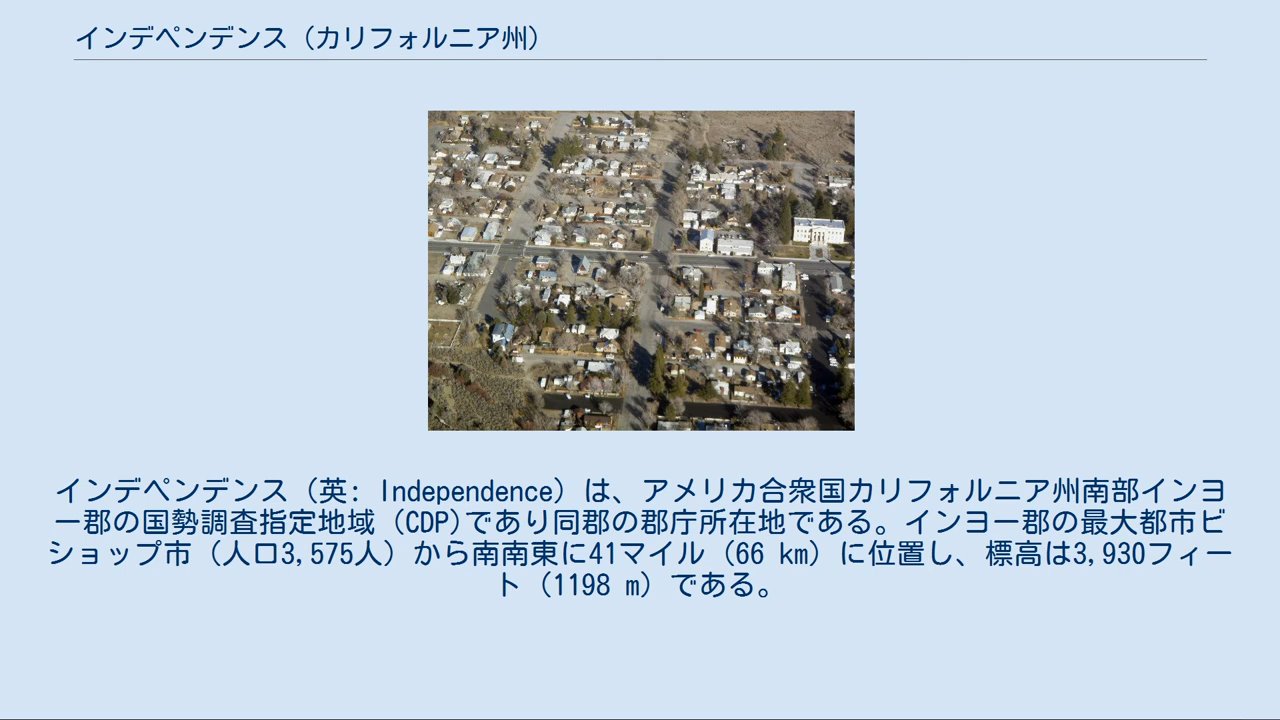 インデペンデンス（カリフォルニア州）
インデペンデンス（英: Independence）は、アメリカ合衆国カリフォルニア州南部インヨ
ー郡の国勢調査指定地域（CDP)であり同郡の郡庁所在地である。インヨー郡の最大都市ビ
ショップ市（人口3,575人）から南南東に41マイル（66 km）に位置し、標高は3,930フィー
ト（1198 m）である。